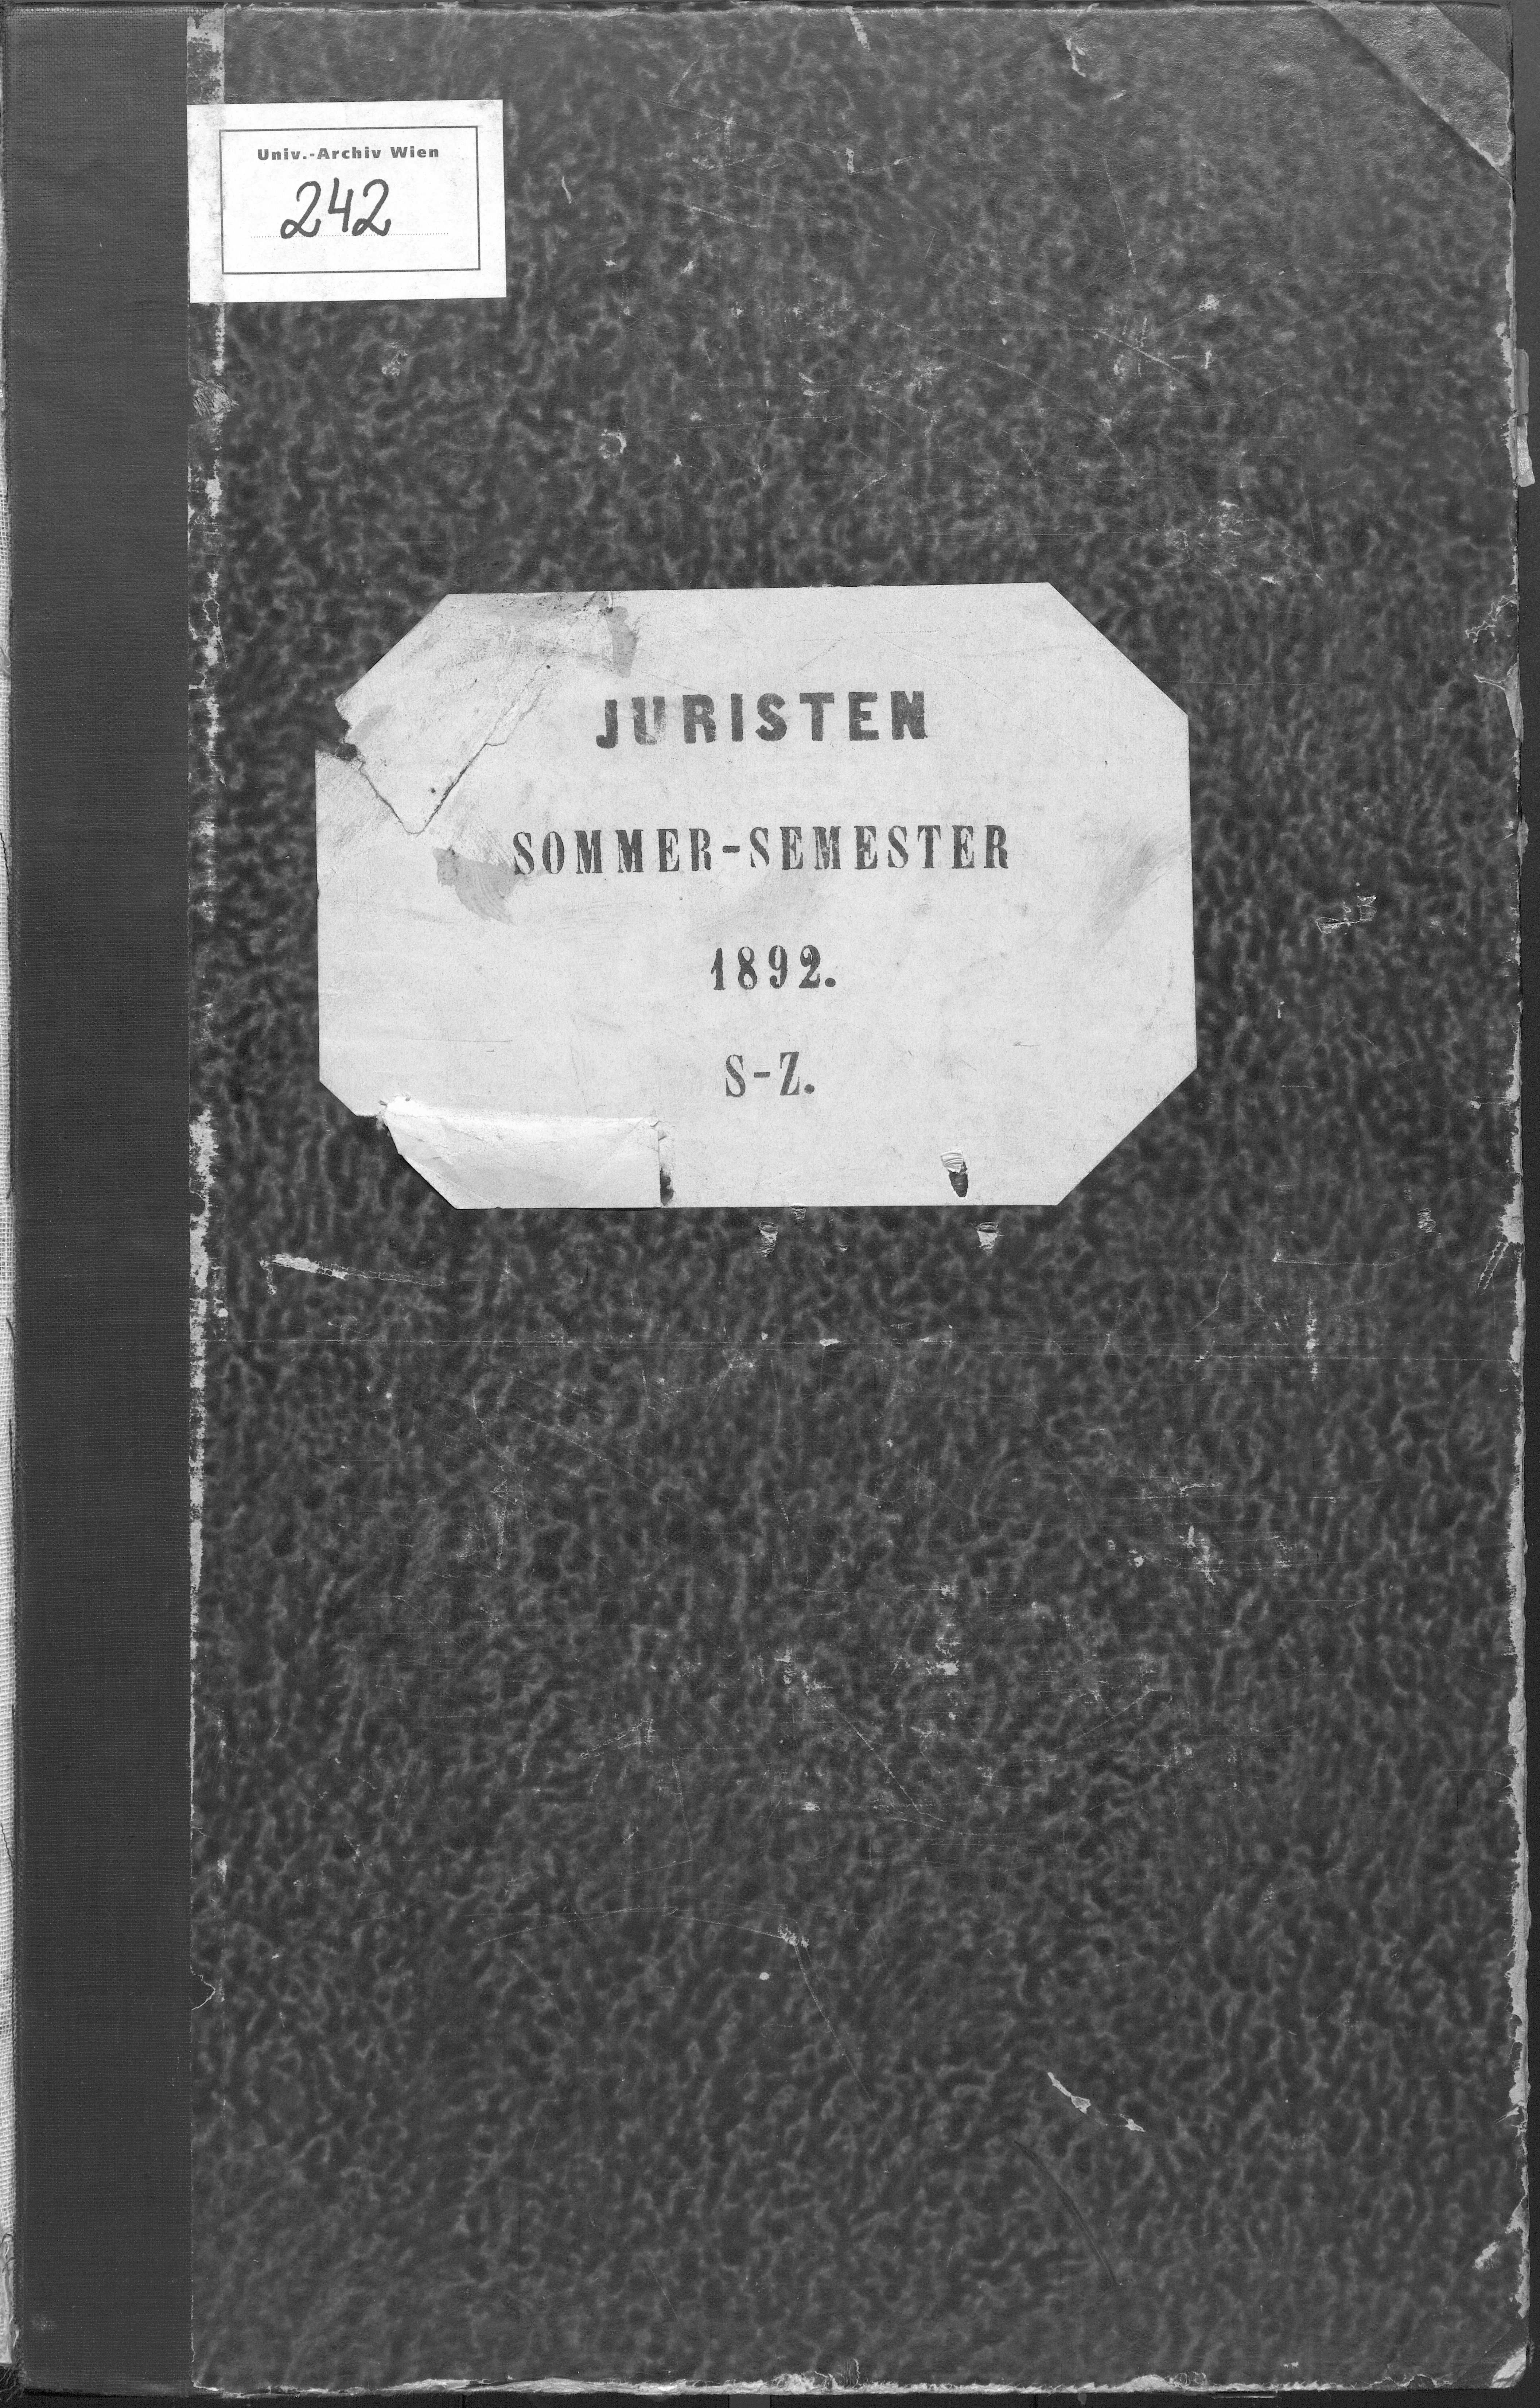 Univ.-Archiv Wien
242
JURISTEN
SOMMER-SEMESTER
1892.
S-Z.